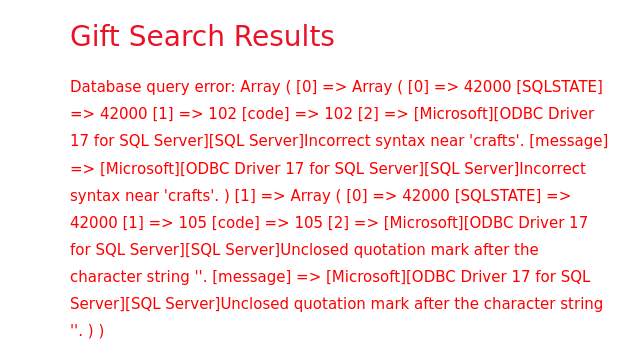 Gift Search Results
Database query error: Array ( [0] => Array ( [0] => 42000 [SQLSTATE]
=> 42000 [1] => 102 [code] => 102 [2] => [Microsoft][ODBC Driver
17 for SQL Server][SQL Server]Incorrect syntax near 'crafts'. [message]
=> [Microsoft][ODBC Driver 17 for SQL Server][SQL Server]Incorrect
syntax near 'crafts'. ) [1] => Array ( [0] => 42000 [SQLSTATE] =>
42000 [1] => 105 [code] => 105 [2] => [Microsoft][ODBC Driver 17
for SQL Server][SQL Server]Unclosed quotation mark after the
character string ''. [message] => [Microsoft][ODBC Driver 17 for SQL
Server][SQL Server]Unclosed quotation mark after the character string
''. ) )